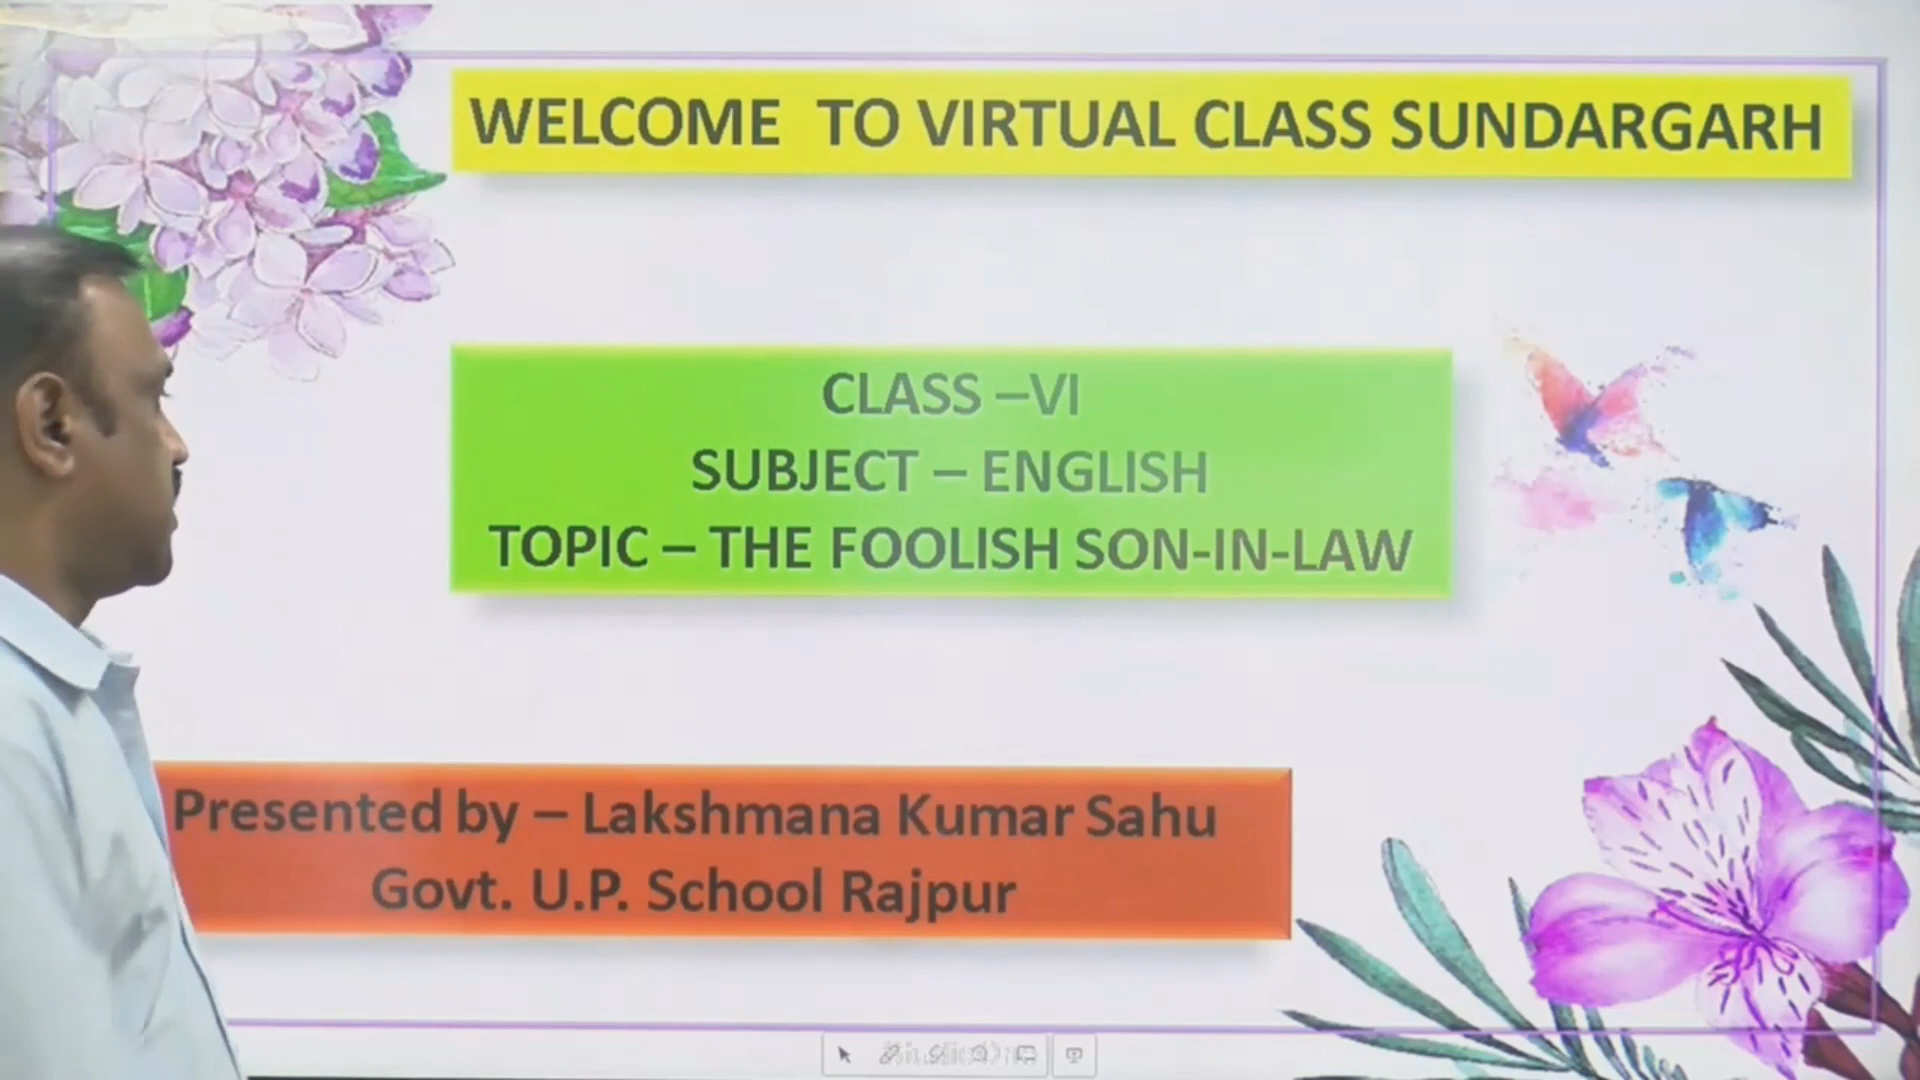 WELCOME TO VIRTUAL CLASS SUNDARGARH
CLASS –VI
SUBJECT – ENGLISH
TOPIC – THE FOOLISH SON-IN-LAW
Presented by – Lakshmana Kumar Sahu
Govt. U.P. School Rajpur